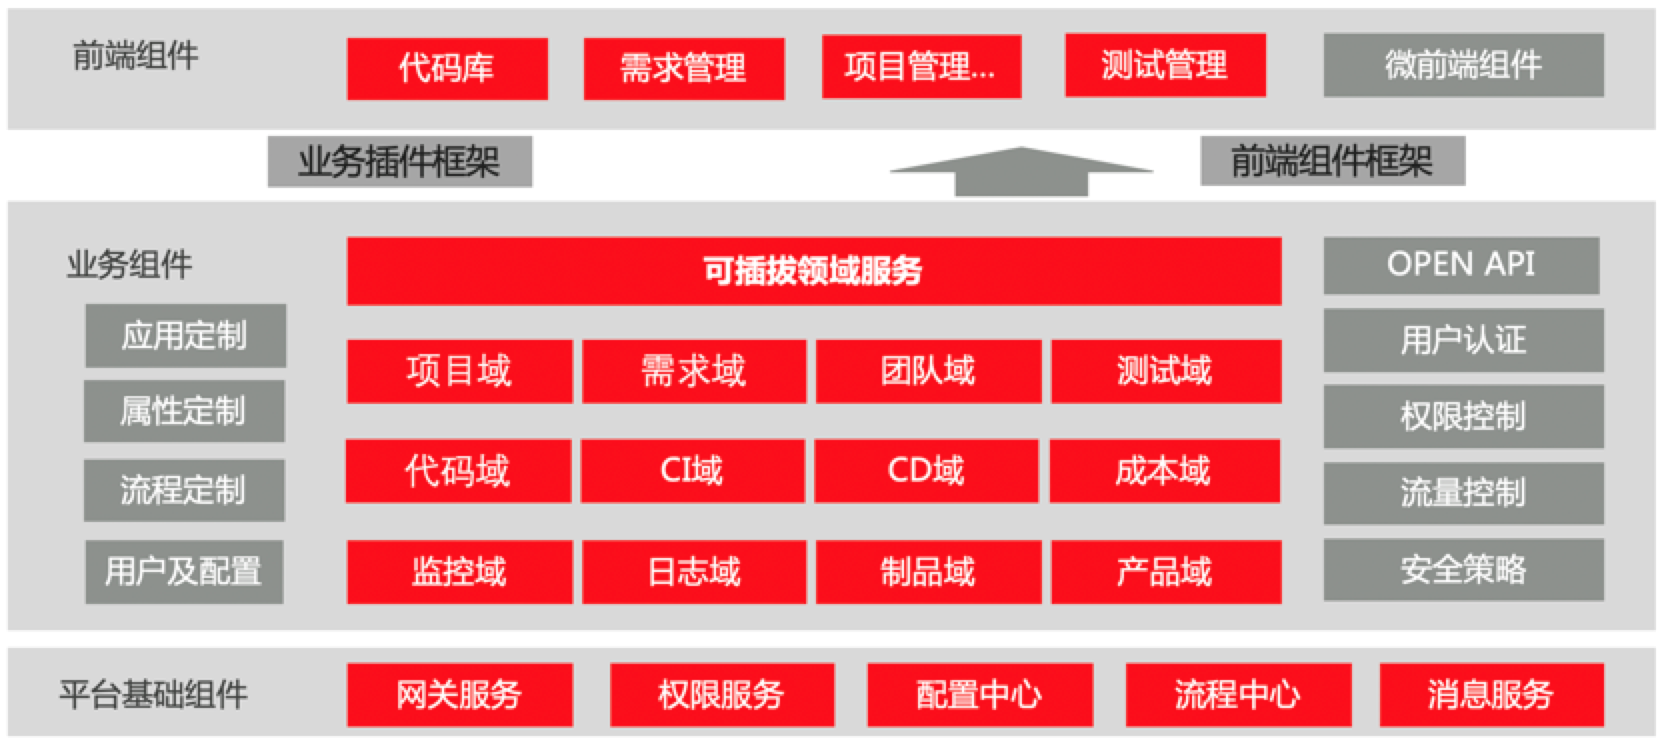 前端组件
代码库
需求管理
项目管理...
测试管理
微前端组件
业务插件框架
前端组件框架
业务组件
应用定制
属性定制
流程定制
用户及配置
可插拔领域服务
项目域
需求域
团队域
测试域
代码域
CI域
CD域
成本域
监控域
日志域
制品域
产品域
OPEN API
用户认证
权限控制
流量控制
安全策略
平台基础组件
网关服务
权限服务
配置中心
流程中心
消息服务